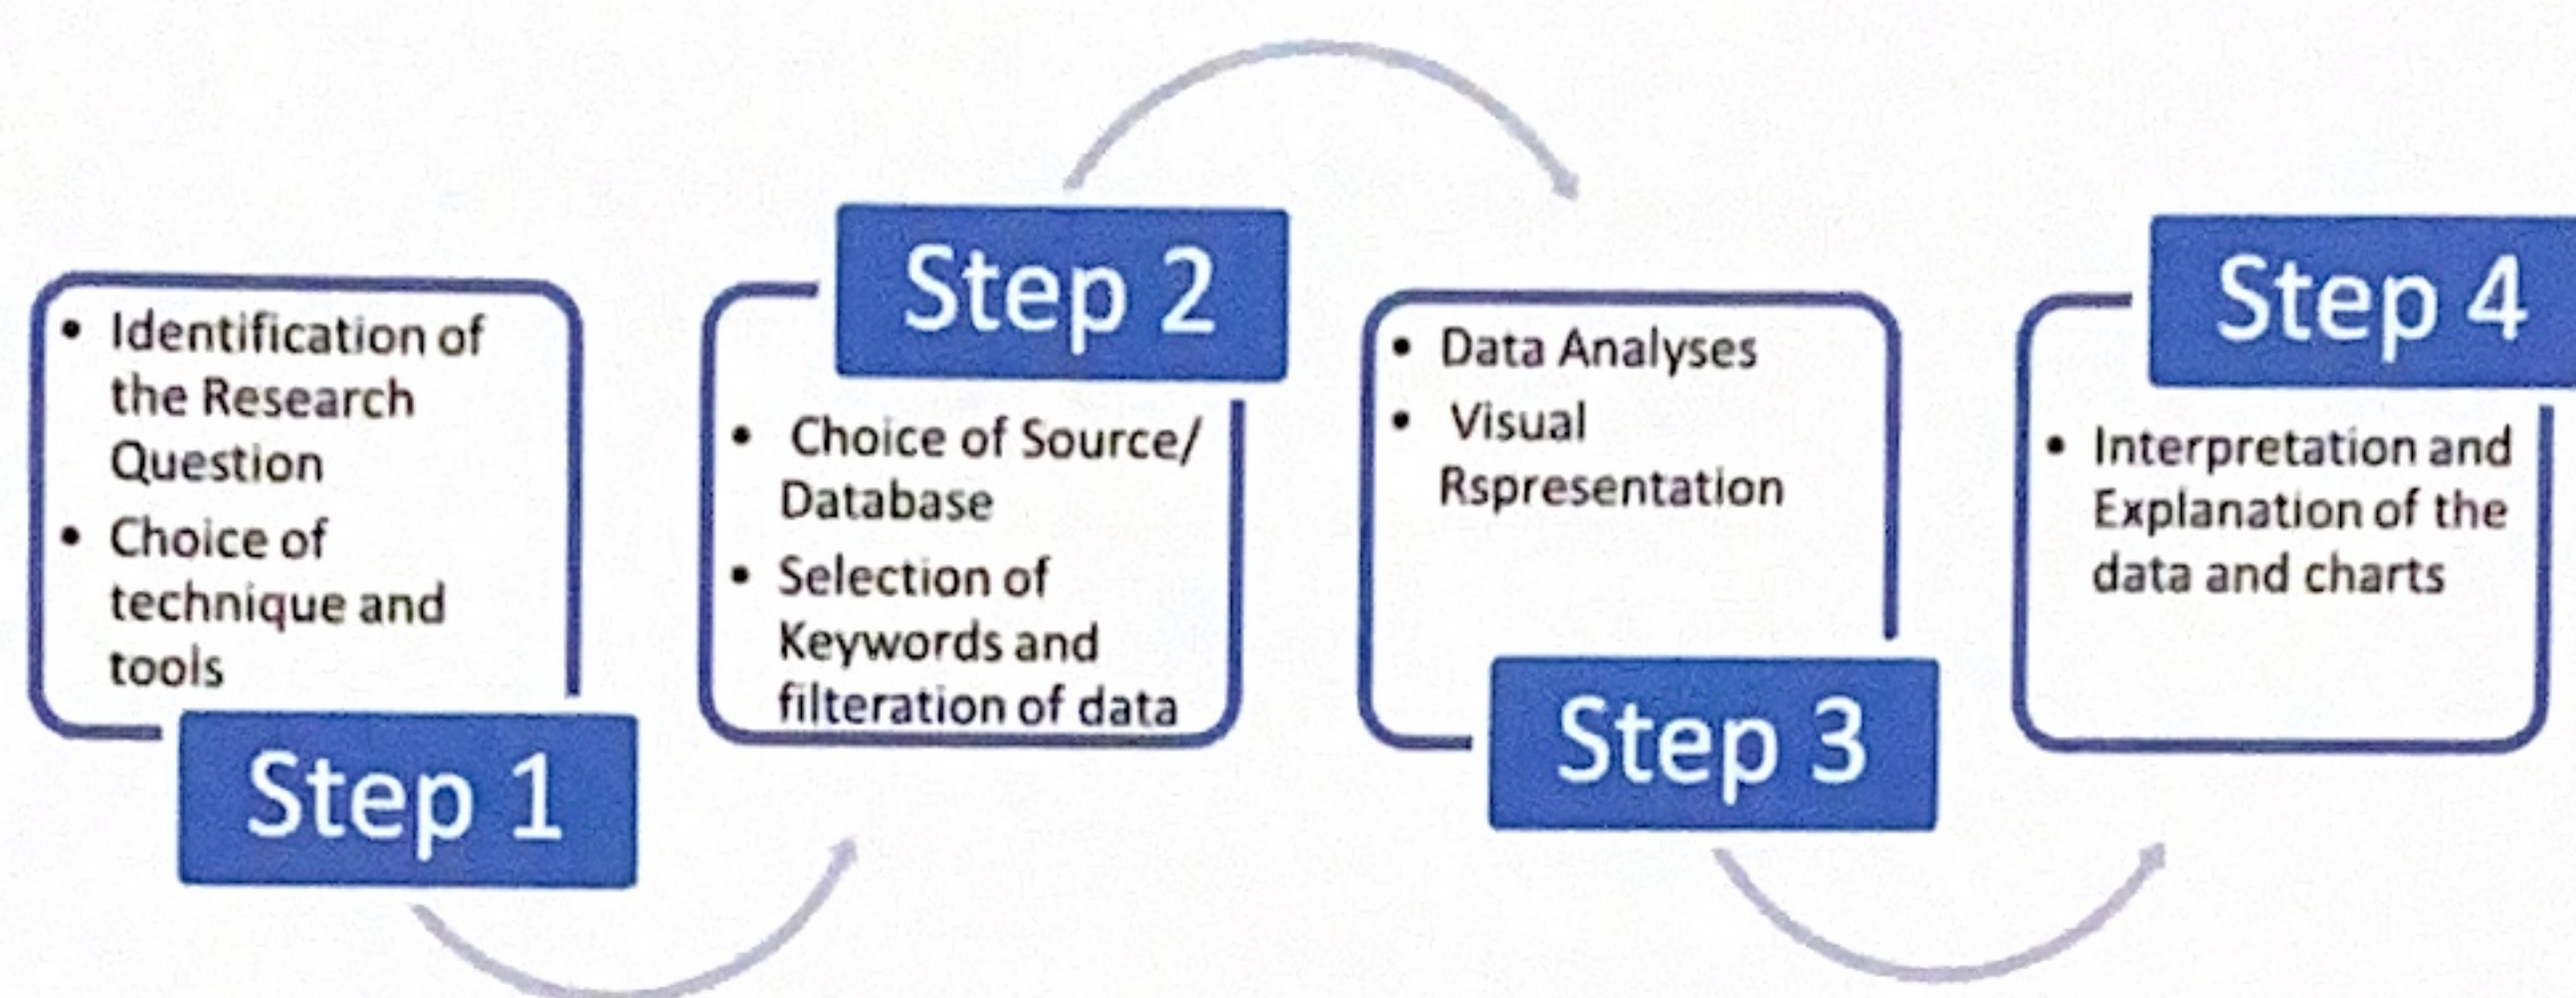 • Identification of
the Research
Question
• Choice of
technique and
tools
Step 1
Step 2
• Choice of Source/
Database
• Selection of
Keywords and
filteration of data
• Data Analyses
• Visual
Rspresentation
Step 3
Step 4
• Interpretation and
Explanation of the
data and charts